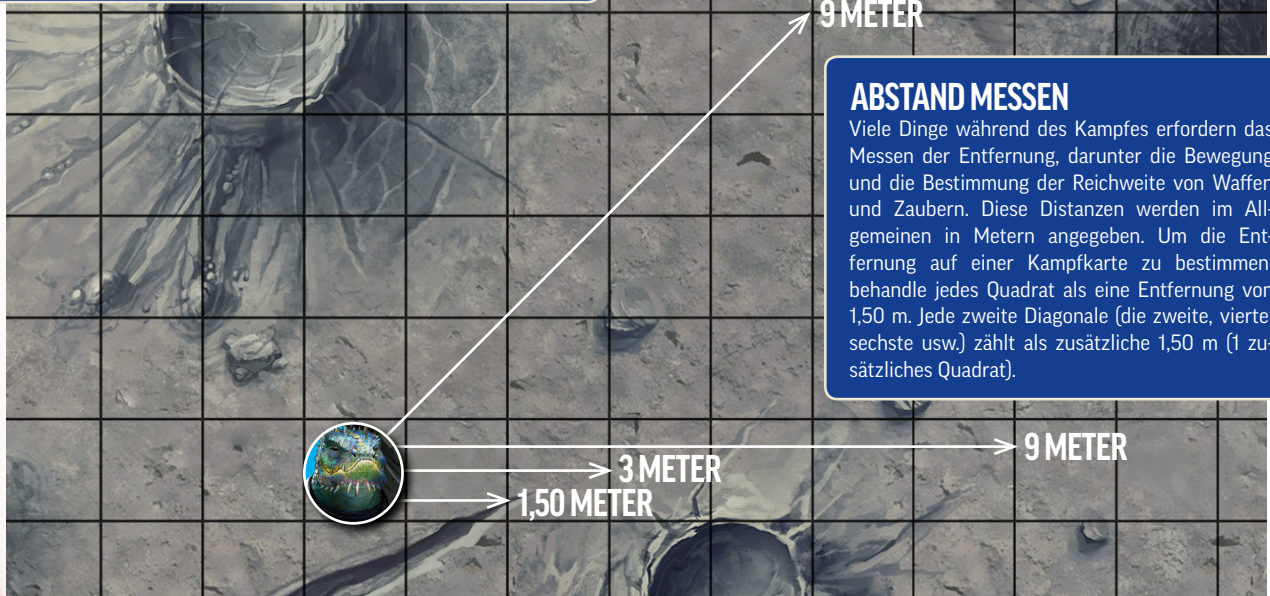 9 METER
ABSTAND MESSEN
Viele Dinge während des Kampfes erfordern das
Messen der Entfernung, darunter die Bewegung
und die Bestimmung der Reichweite von Waffen
und Zaubern. Diese Distanzen werden im All-
gemeinen in Metern angegeben. Um die Ent-
fernung auf einer Kampfkarte zu bestimmen,
behandle jedes Quadrat als eine Entfernung von
1,50 m. Jede zweite Diagonale (die zweite, vierte,
sechste usw.) zählt als zusätzliche 1,50 m (1 zu-
sätzliches Quadrat).
9 METER
3 METER
1,50 METER